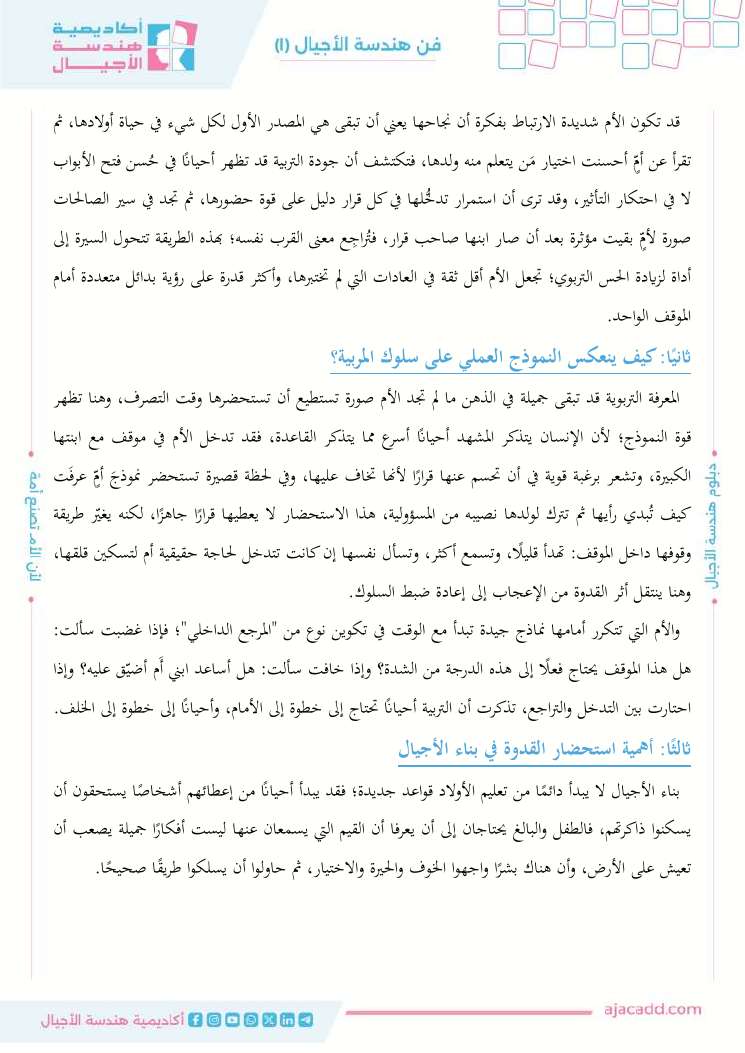 أكاديمية
هندسة
الأجيال
فن هندسة الأجيال (١)
قد تكون الأم شديدة الارتباط بفكرة أن نجاحها يعني أن تبقى هي المصدر الأول لكل شيء في حياة أولادها، ثم
تقرأ عن أمٍّ أحسنت اختيار مَن يتعلم منه ولدها، فتكتشف أن جودة التربية قد تظهر أحيانًا في حُسن فتح الأبواب
لا في احتكار التأثير، وقد ترى أن استمرار تدخُّلها في كل قرار دليل على قوة حضورها، ثم تجد في سير الصالحات
صورة لأمٍّ بقيت مؤثرة بعد أن صار ابنها صاحب قرار، فتُراجِع معنى القرب نفسه؛ بهذه الطريقة تتحول السيرة إلى
أداة لزيادة الحس التربوي؛ تجعل الأم أقل ثقة في العادات التي لم تختبرها، وأكثر قدرة على رؤية بدائل متعددة أمام
الموقف الواحد.
ثانيًا: كيف ينعكس النموذج العملي على سلوك المربية؟
المعرفة التربوية قد تبقى جميلة في الذهن ما لم تجد الأم صورة تستطيع أن تستحضرها وقت التصرف، وهنا تظهر
قوة النموذج؛ لأن الإنسان يتذكر المشهد أحيانًا أسرع مما يتذكر القاعدة، فقد تدخل الأم في موقف مع ابنتها
الكبيرة، وتشعر برغبة قوية في أن تحسم عنها قرارًا لأنها تخاف عليها، وفي لحظة قصيرة تستحضر نموذجَ أمٍّ عرفَت
كيف تُبدي رأيها ثم تترك لولدها نصيبه من المسؤولية، هذا الاستحضار لا يعطيها قرارًا جاهزًا، لكنه يغيّر طريقة
وقوفها داخل الموقف: تهدأ قليلًا، وتسمع أكثر، وتسأل نفسها إن كانت تتدخل لحاجة حقيقية أم لتسكين قلقها،
وهنا ينتقل أثر القدوة من الإعجاب إلى إعادة ضبط السلوك.
والأم التي تتكرر أمامها نماذج جيدة تبدأ مع الوقت في تكوين نوع من "المرجع الداخلي"؛ فإذا غضبت سألت:
هل هذا الموقف يحتاج فعلًا إلى هذه الدرجة من الشدة؟ وإذا خافت سألت: هل أساعد ابني أَم أضيّق عليه؟ وإذا
احتارت بين التدخل والتراجع، تذكرت أن التربية أحيانًا تحتاج إلى خطوة إلى الأمام، وأحيانًا إلى خطوة إلى الخلف.
ثالثًا: أهمية استحضار القدوة في بناء الأجيال
بناء الأجيال لا يبدأ دائمًا من تعليم الأولاد قواعد جديدة؛ فقد يبدأ أحيانًا من إعطائهم أشخاصًا يستحقون أن
يسكنوا ذاكرتهم، فالطفل والبالغ يحتاجان إلى أن يعرفا أن القيم التي يسمعان عنها ليست أفكارًا جميلة يصعب أن
تعيش على الأرض، وأن هناك بشرًا واجهوا الخوف والحيرة والاختيار، ثم حاولوا أن يسلكوا طريقًا صحيحًا.
دبلوم هندسة الأجيال
لأن الأم تصنع أمة
ajacadd.com
أكاديمية هندسة الأجيال